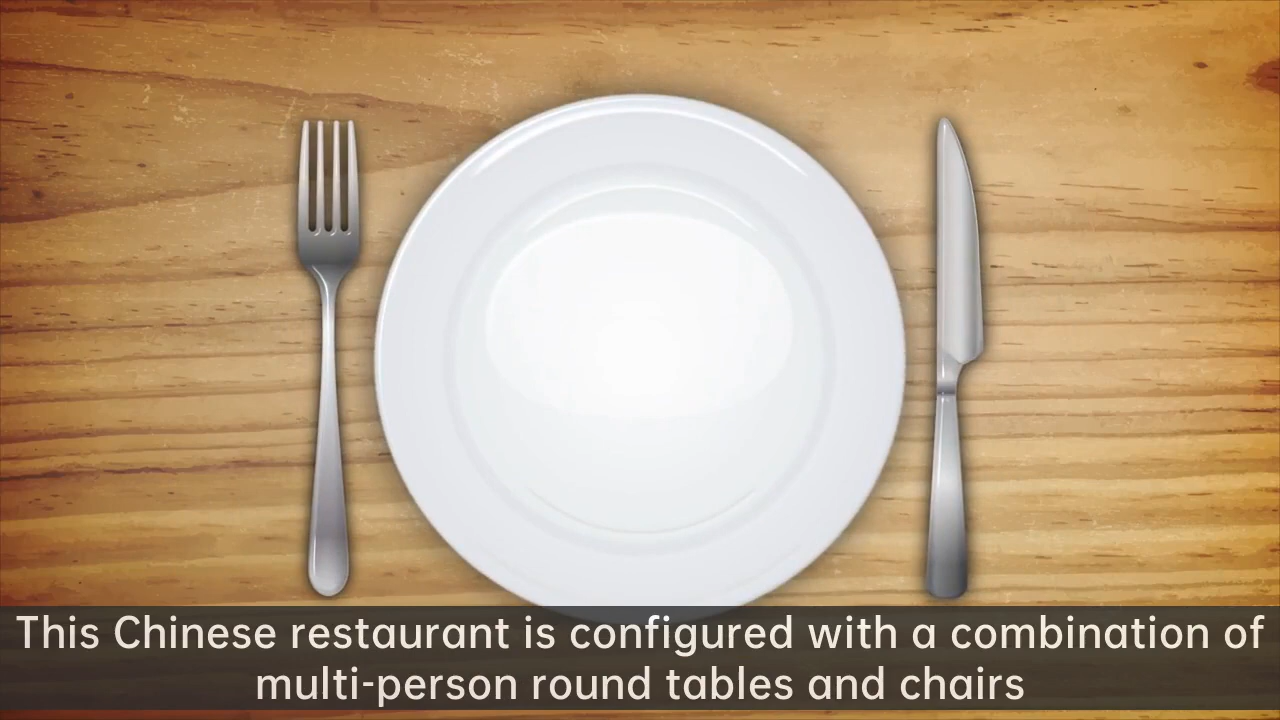 This Chinese restaurant is configured with a combination of
multi-person round tables and chairs